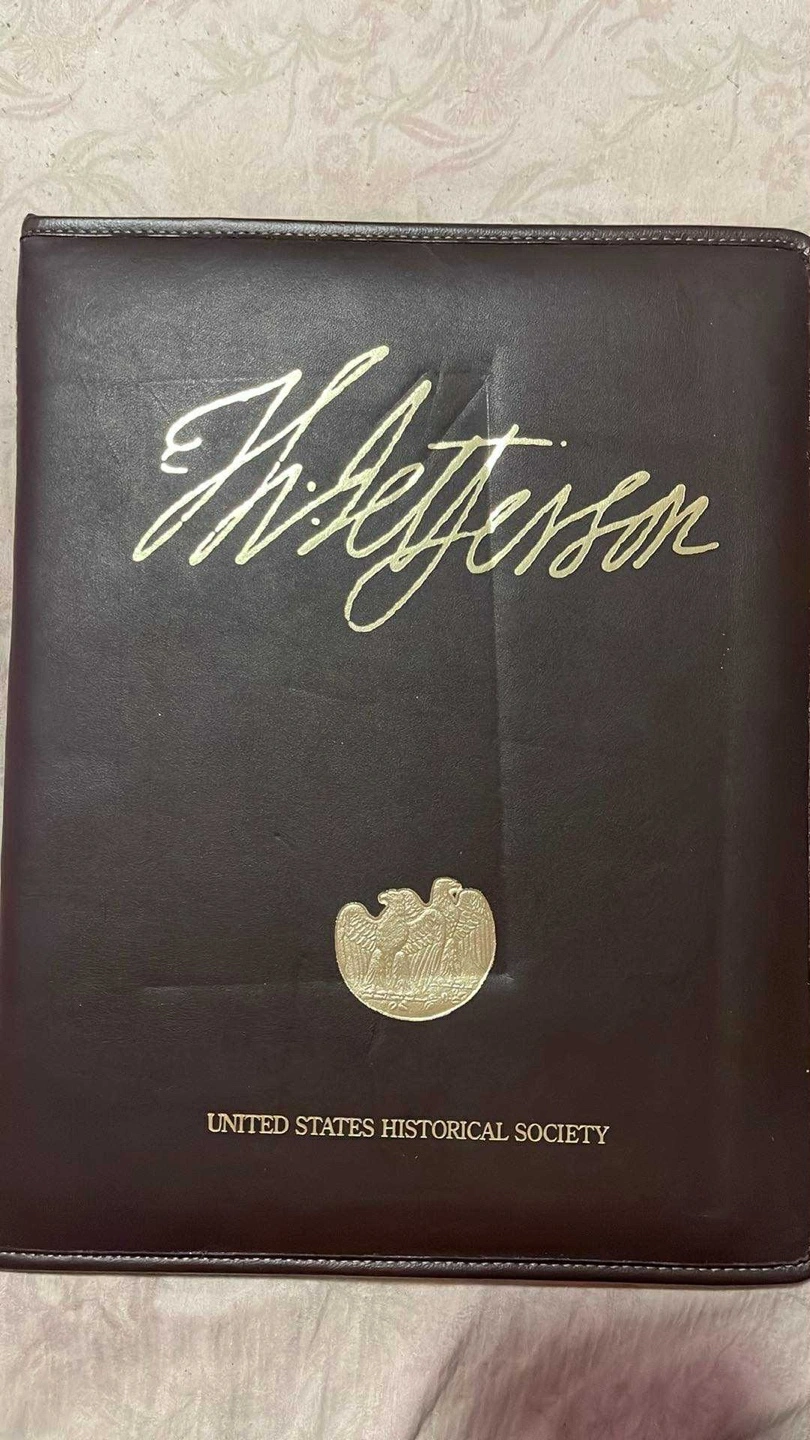 Th:Jefferson
UNITED STATES HISTORICAL SOCIETY